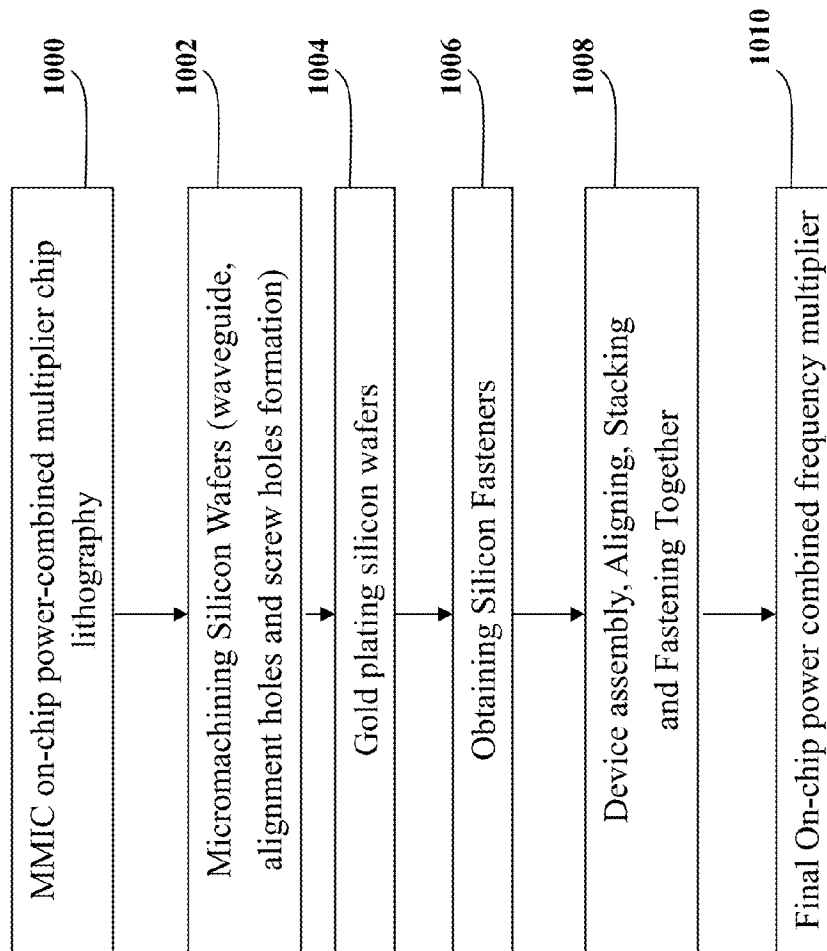 MMIC on-chip power-combined multiplier chip
lithography
1000
Micromachining Silicon Wafers (waveguide,
alignment holes and screw holes formation)
1002
Gold plating silicon wafers
1004
Obtaining Silicon Fasteners
1006
Device assembly, Aligning, Stacking
and Fastening Together
1008
Final On-chip power combined frequency multiplier
1010